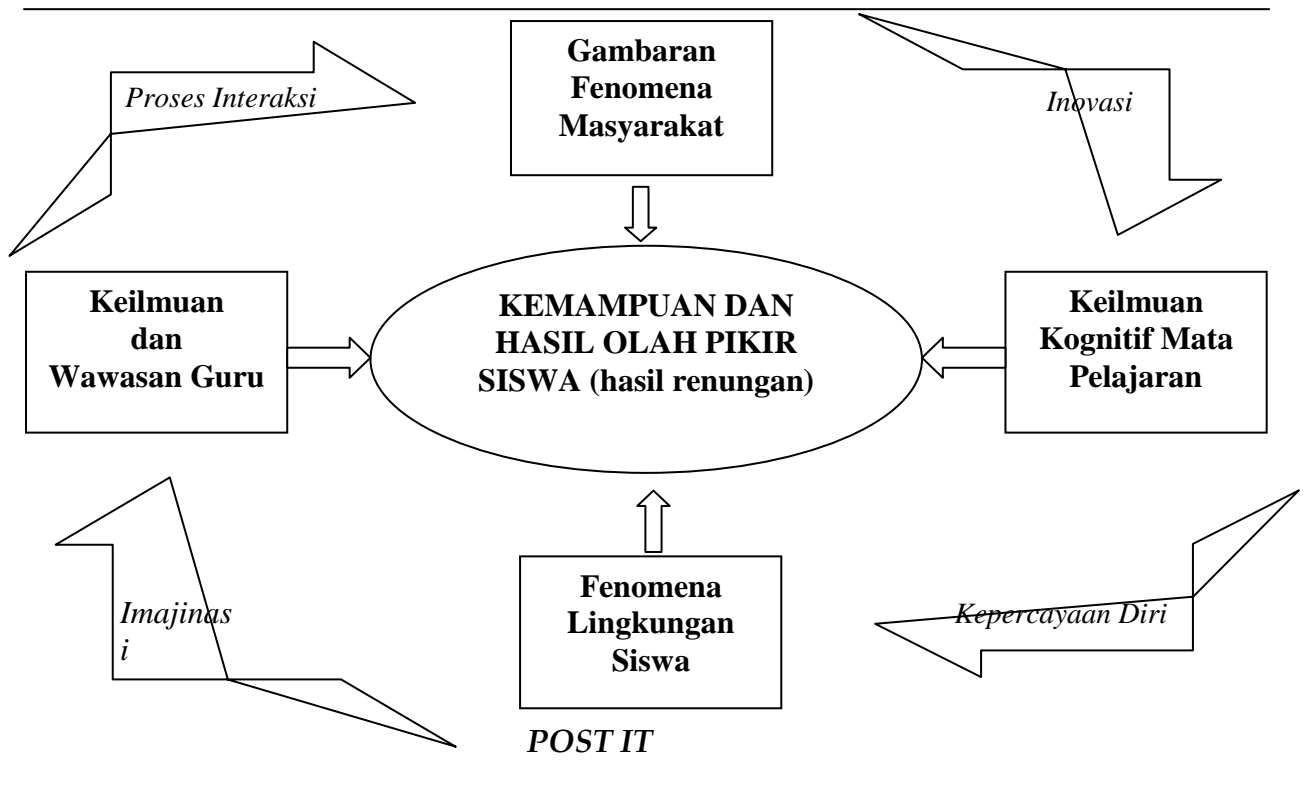 Gambaran
Fenomena
Masyarakat
Proses Interaksi
Inovasi
Keilmuan
dan
Wawasan Guru
KEMAMPUAN DAN
HASIL OLAH PIKIR
SISWA (hasil renungan)
Keilmuan
Kognitif Mata
Pelajaran
Imajinas
i
Fenomena
Lingkungan
Siswa
Kepercayaan Diri
POST IT